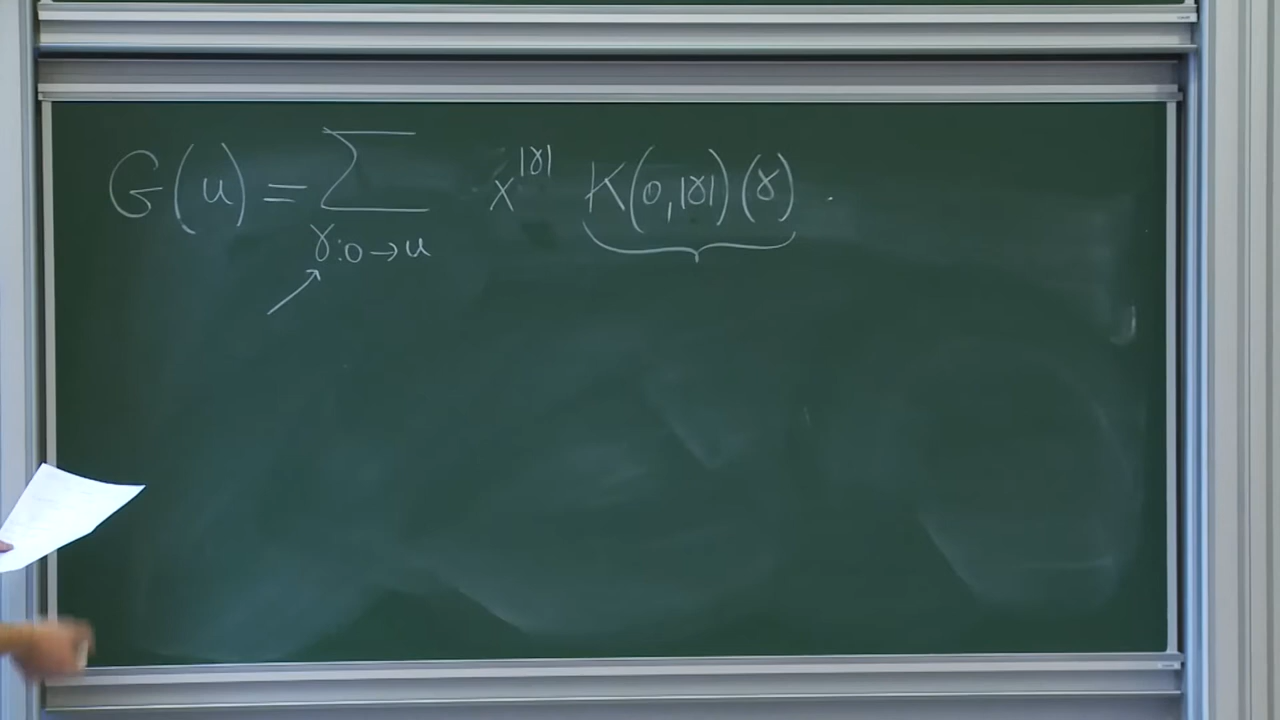 G(u) = ∑ x^{|γ|} K(0,|γ|)(γ).
γ:0→u